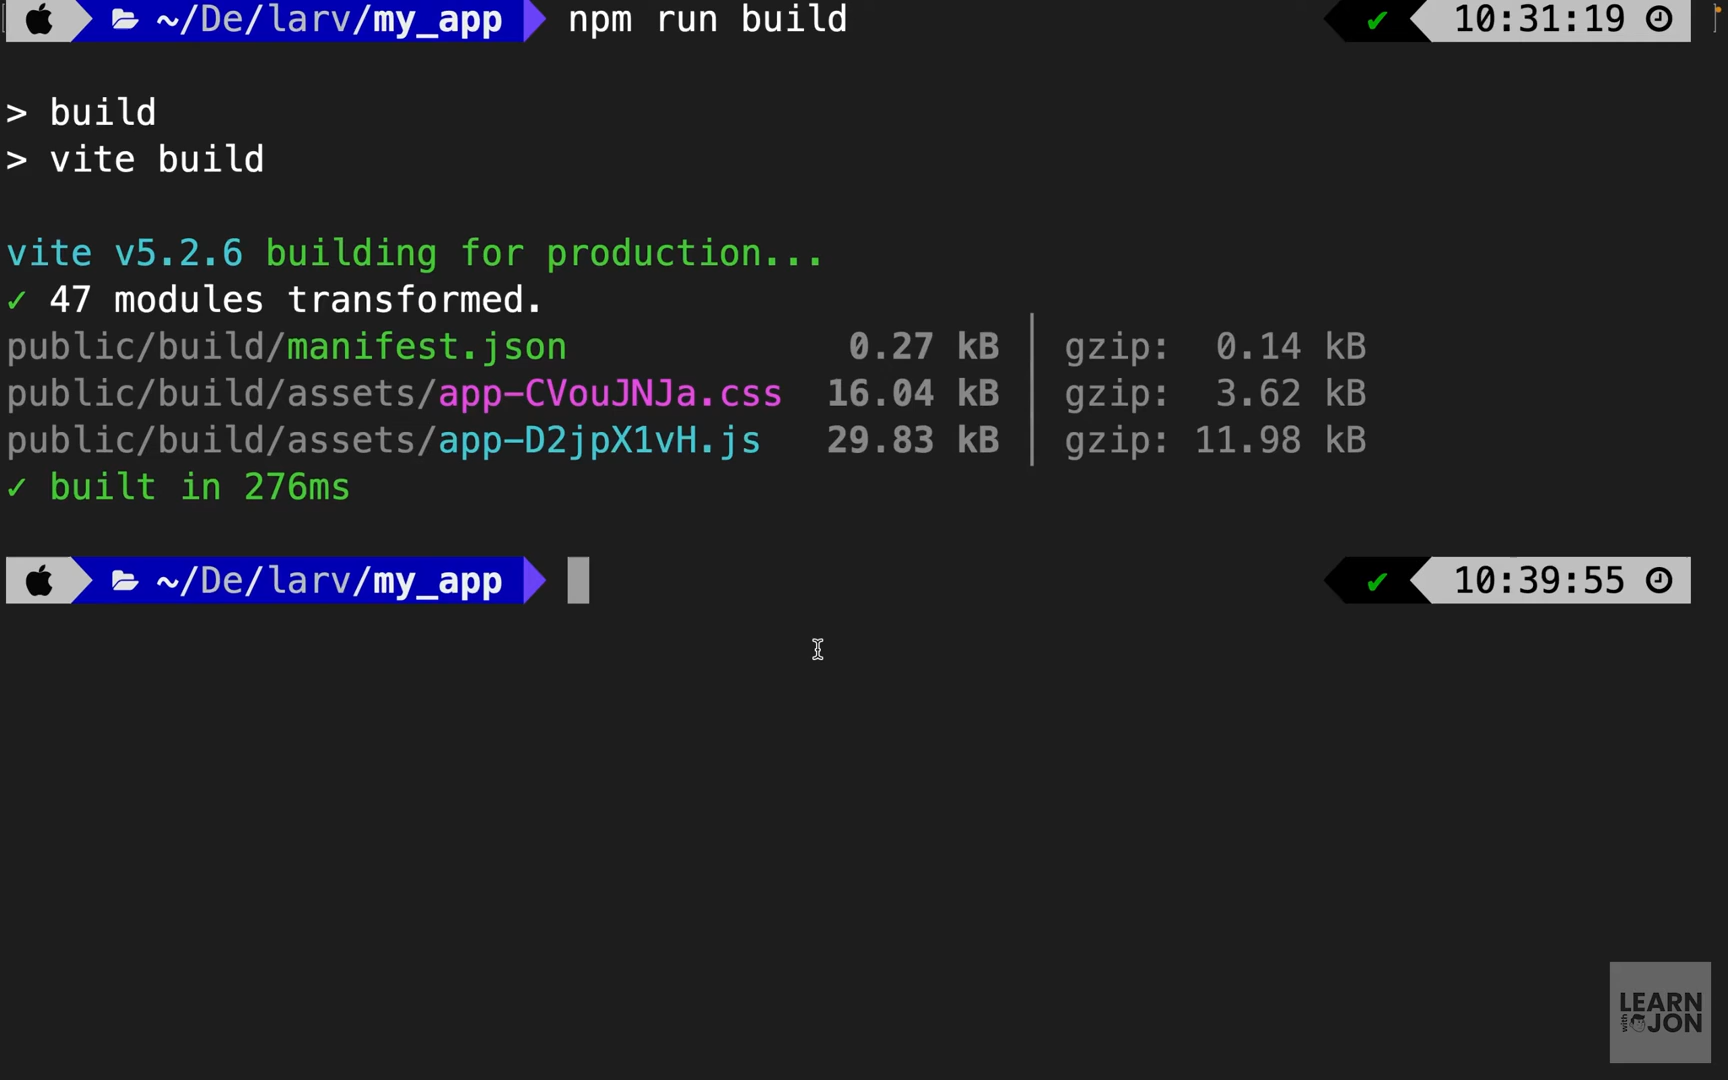 ~/De/larv/my_app npm run build ✔ 10:31:19
> build
> vite build
vite v5.2.6 building for production...
✓ 47 modules transformed.
public/build/manifest.json 0.27 kB │ gzip: 0.14 kB
public/build/assets/app-CVouJNJa.css 16.04 kB │ gzip: 3.62 kB
public/build/assets/app-D2jpX1vH.js 29.83 kB │ gzip: 11.98 kB
✓ built in 276ms
~/De/larv/my_app ✔ 10:39:55
LEARN
with JON